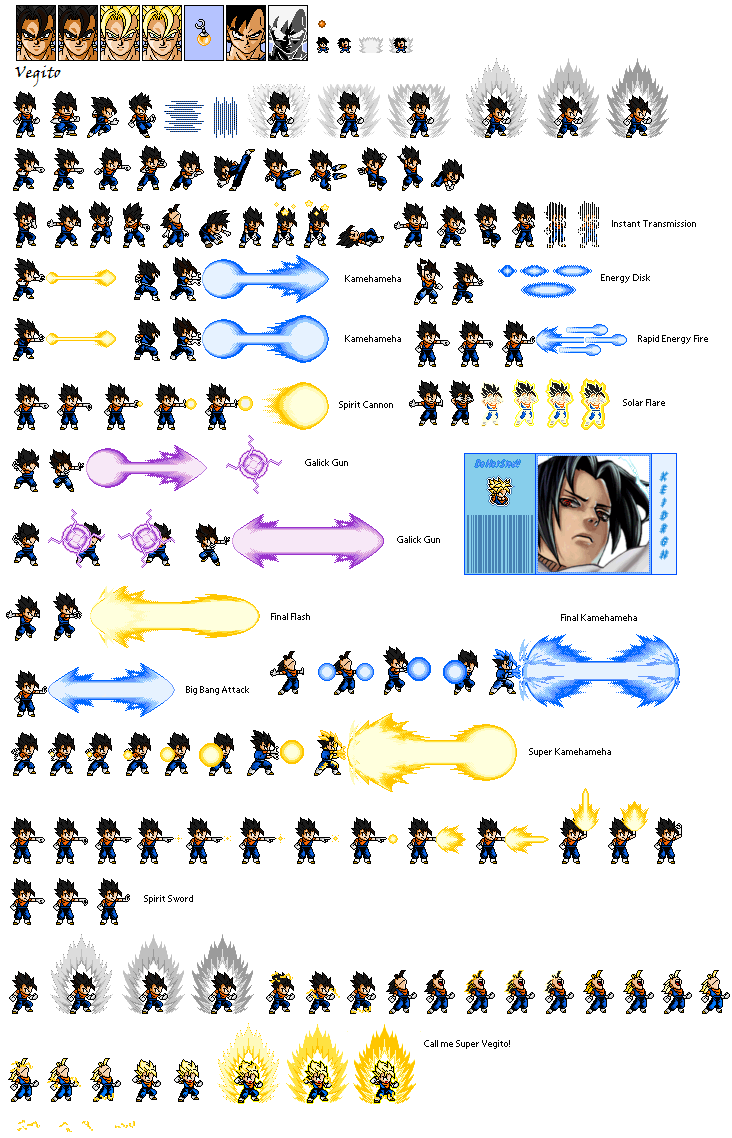 Vegito
Instant Transmission
Kamehameha
Energy Disk
Kamehameha
Rapid Energy Fire
Spirit Cannon
Solar Flare
Galick Gun
KEIDRGH
Galick Gun
Final Flash
Final Kamehameha
Big Bang Attack
Super Kamehameha
Spirit Sword
Call me Super Vegito!